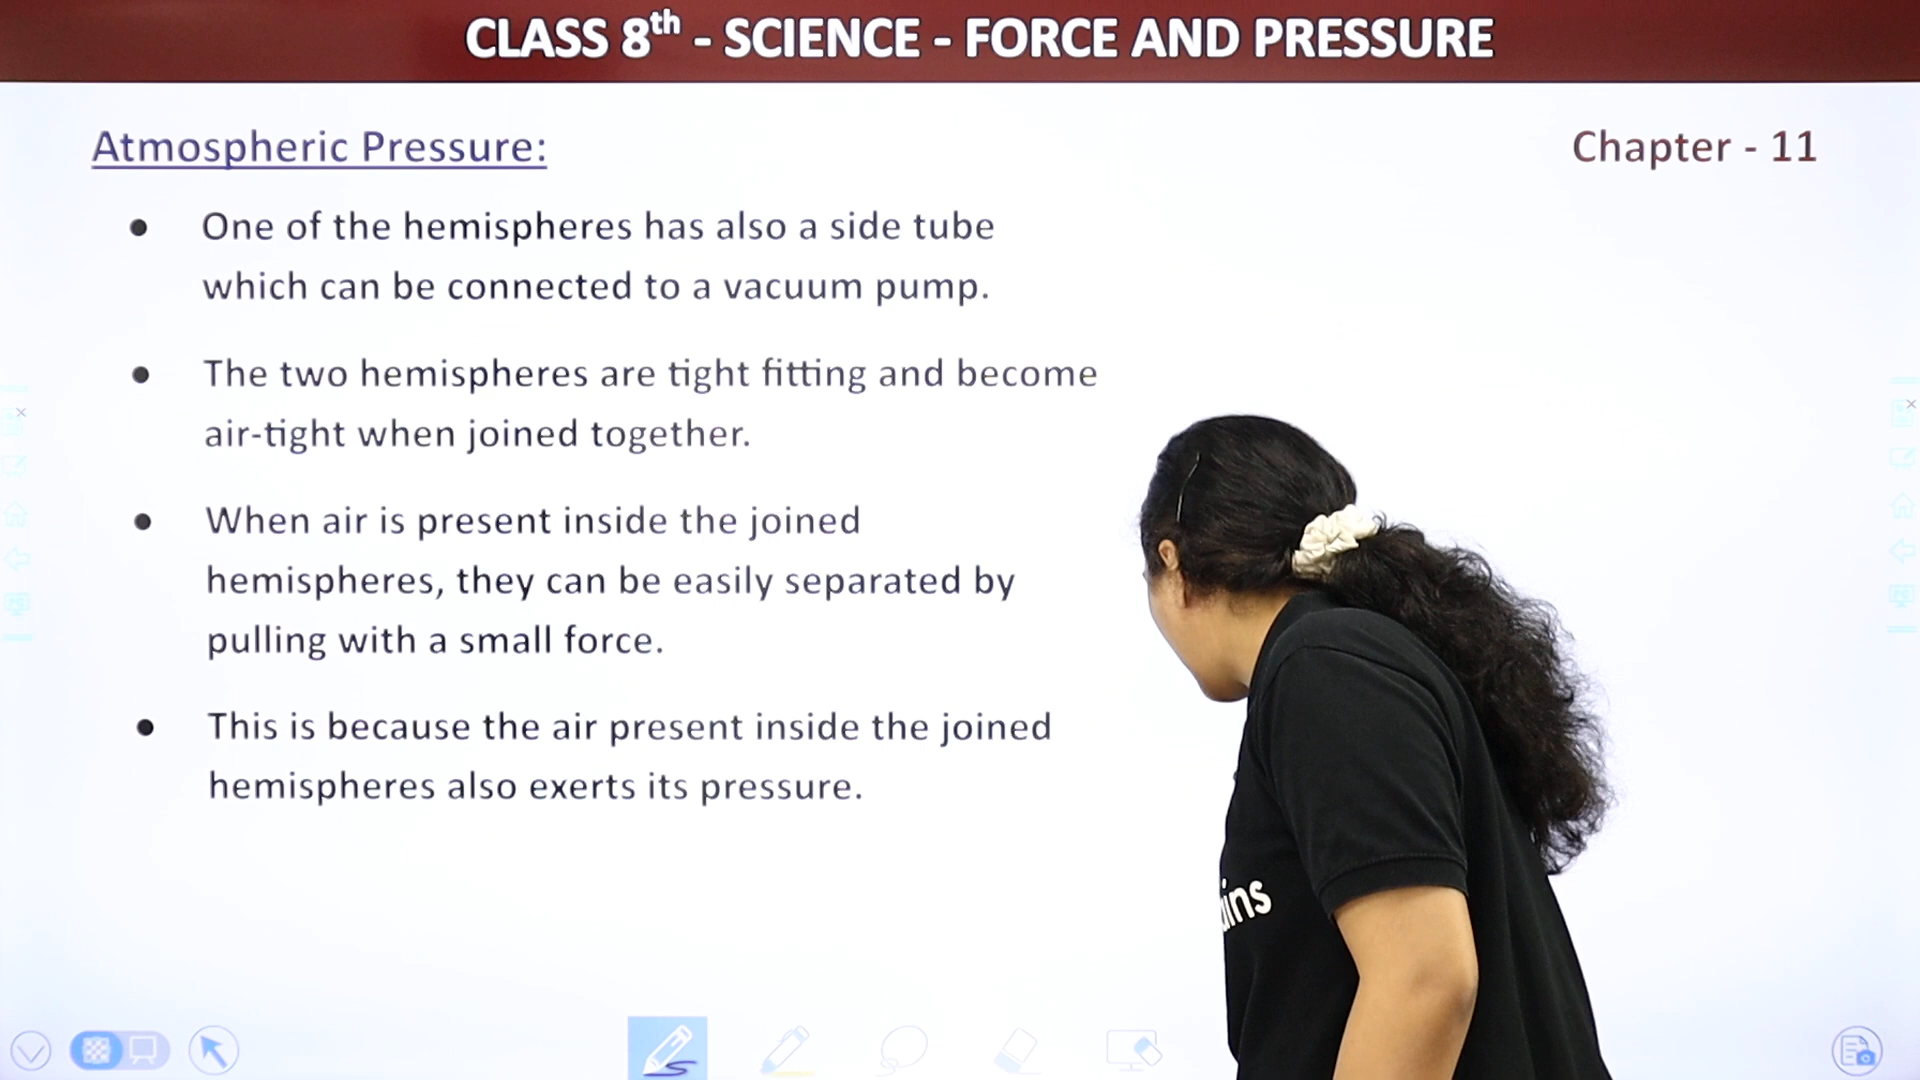 CLASS 8th - SCIENCE - FORCE AND PRESSURE
Atmospheric Pressure:
Chapter - 11
● One of the hemispheres has also a side tube
which can be connected to a vacuum pump.
● The two hemispheres are tight fitting and become
air-tight when joined together.
● When air is present inside the joined
hemispheres, they can be easily separated by
pulling with a small force.
● This is because the air present inside the joined
hemispheres also exerts its pressure.
ins